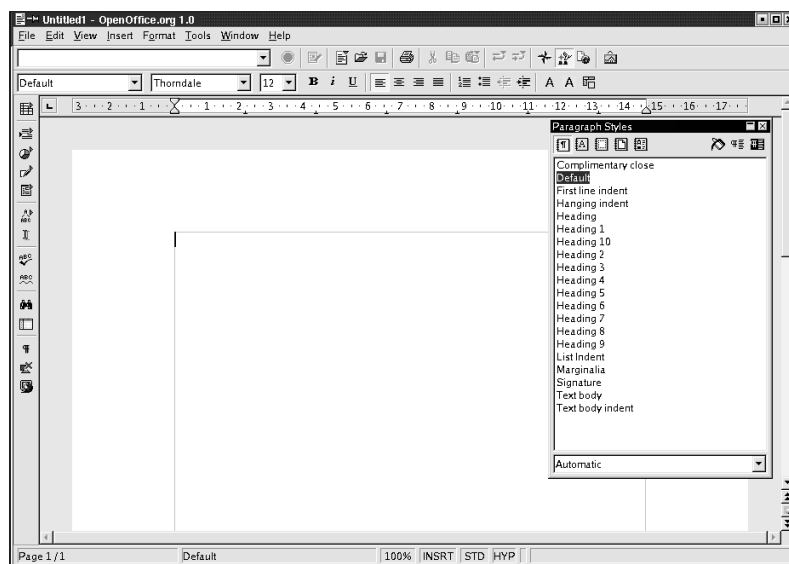 Untitled1 - OpenOffice.org 1.0
File Edit View Insert Format Tools Window Help
Default Thorndale 12 B i U A A
3 2 1 1 2 3 4 5 6 7 8 9 10 11 12 13 14 15 16 17
Paragraph Styles
Complimentary close
Default
First line indent
Hanging indent
Heading
Heading 1
Heading 10
Heading 2
Heading 3
Heading 4
Heading 5
Heading 6
Heading 7
Heading 8
Heading 9
List Indent
Marginalia
Signature
Text body
Text body indent
Automatic
ABC
ABC
Page 1 / 1 Default 100% INSRT STD HYP